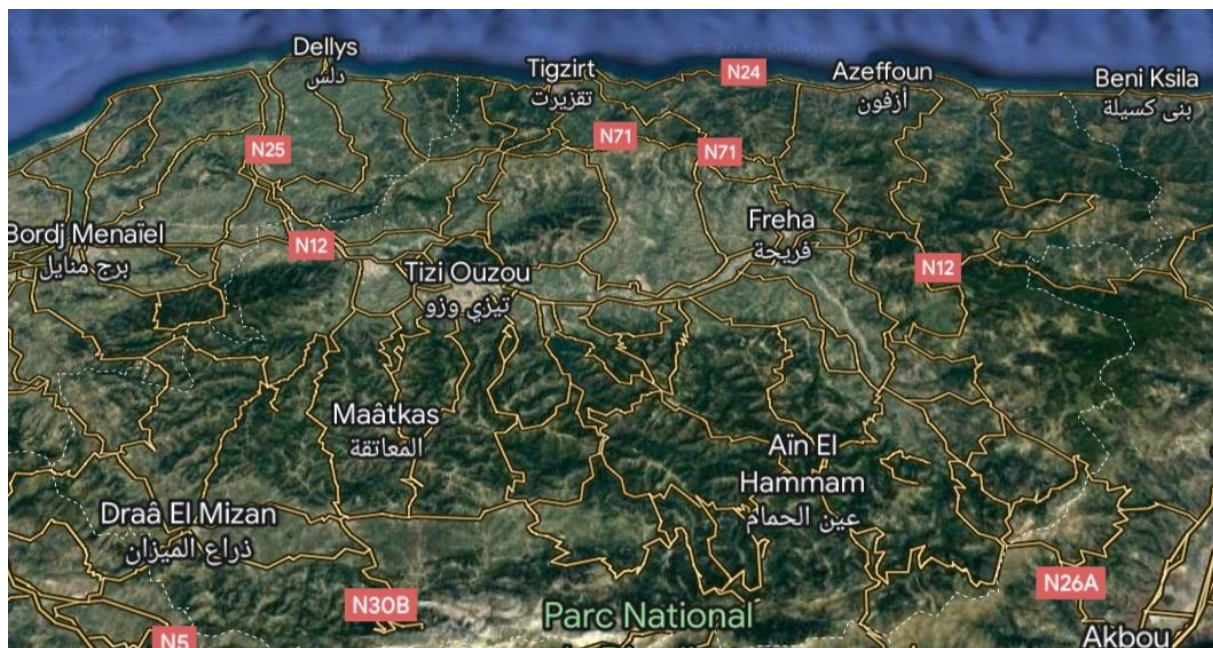 Dellys
دلس
Tigzirt
تقزيرت
N24
Azeffoun
أزفون
Beni Ksila
بنى كسيلة
N25
N71
N71
Bordj Menaïel
برج منايل
N12
Freha
فريحة
Tizi Ouzou
تيزي وزو
N12
Maâtkas
المعاتقة
Aïn El
Hammam
عين الحمام
Draâ El Mizan
ذراع الميزان
N30B
N26A
Parc National
N5
Akbou